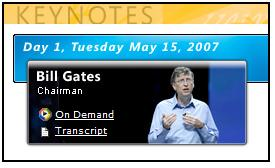 KEYNOTES
Day 1, Tuesday May 15, 2007
Bill Gates
Chairman
On Demand
Transcript